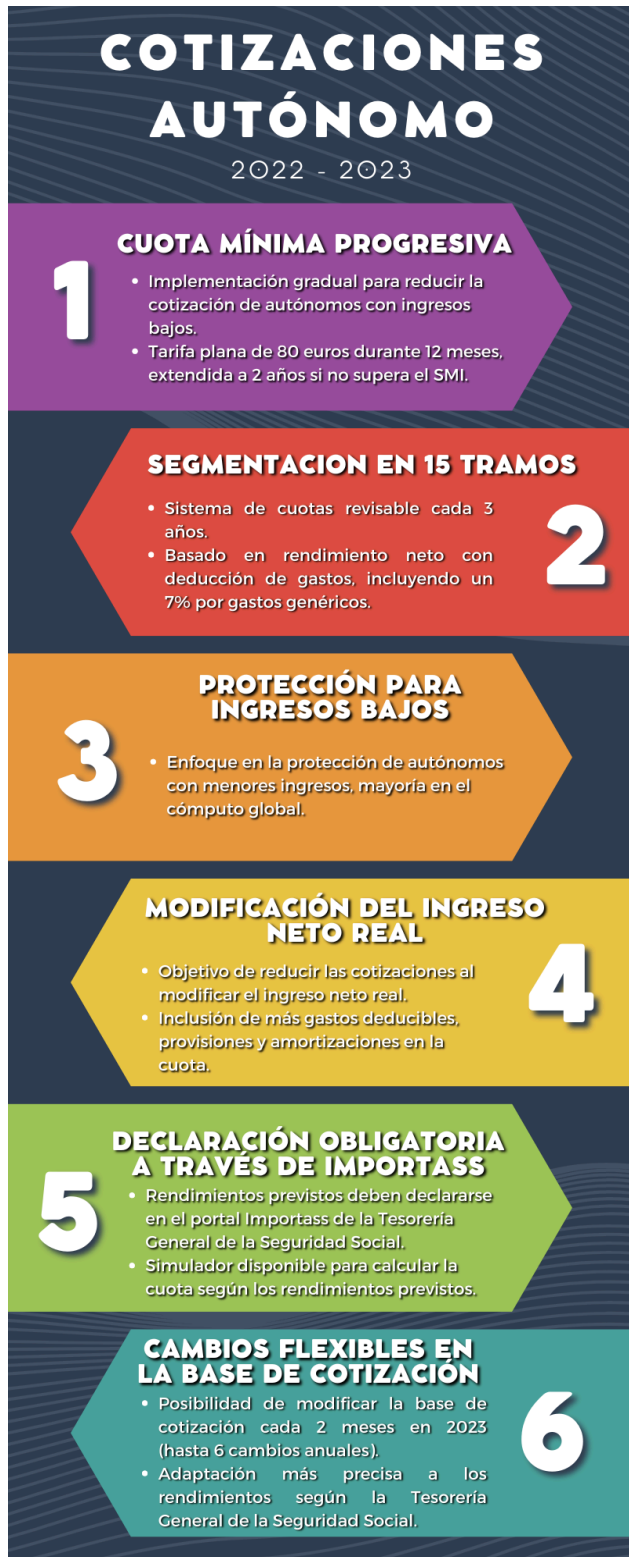 COTIZACIONES
AUTÓNOMO
2022 - 2023
1
CUOTA MÍNIMA PROGRESIVA
• Implementación gradual para reducir la
cotización de autónomos con ingresos
bajos.
• Tarifa plana de 80 euros durante 12 meses,
extendida a 2 años si no supera el SMI.
SEGMENTACION EN 15 TRAMOS
• Sistema de cuotas revisable cada 3
años.
• Basado en rendimiento neto con
deducción de gastos, incluyendo un
7% por gastos genéricos.
2
PROTECCIÓN PARA
INGRESOS BAJOS
3
• Enfoque en la protección de autónomos
con menores ingresos, mayoría en el
cómputo global.
MODIFICACIÓN DEL INGRESO
NETO REAL
• Objetivo de reducir las cotizaciones al
modificar el ingreso neto real.
• Inclusión de más gastos deducibles,
provisiones y amortizaciones en la
cuota.
4
DECLARACIÓN OBLIGATORIA
A TRAVÉS DE IMPORTASS
5
• Rendimientos previstos deben declararse
en el portal Importass de la Tesorería
General de la Seguridad Social.
• Simulador disponible para calcular la
cuota según los rendimientos previstos.
CAMBIOS FLEXIBLES EN
LA BASE DE COTIZACIÓN
• Posibilidad de modificar la base de
cotización cada 2 meses en 2023
(hasta 6 cambios anuales).
• Adaptación más precisa a los
rendimientos según la Tesorería
General de la Seguridad Social.
6